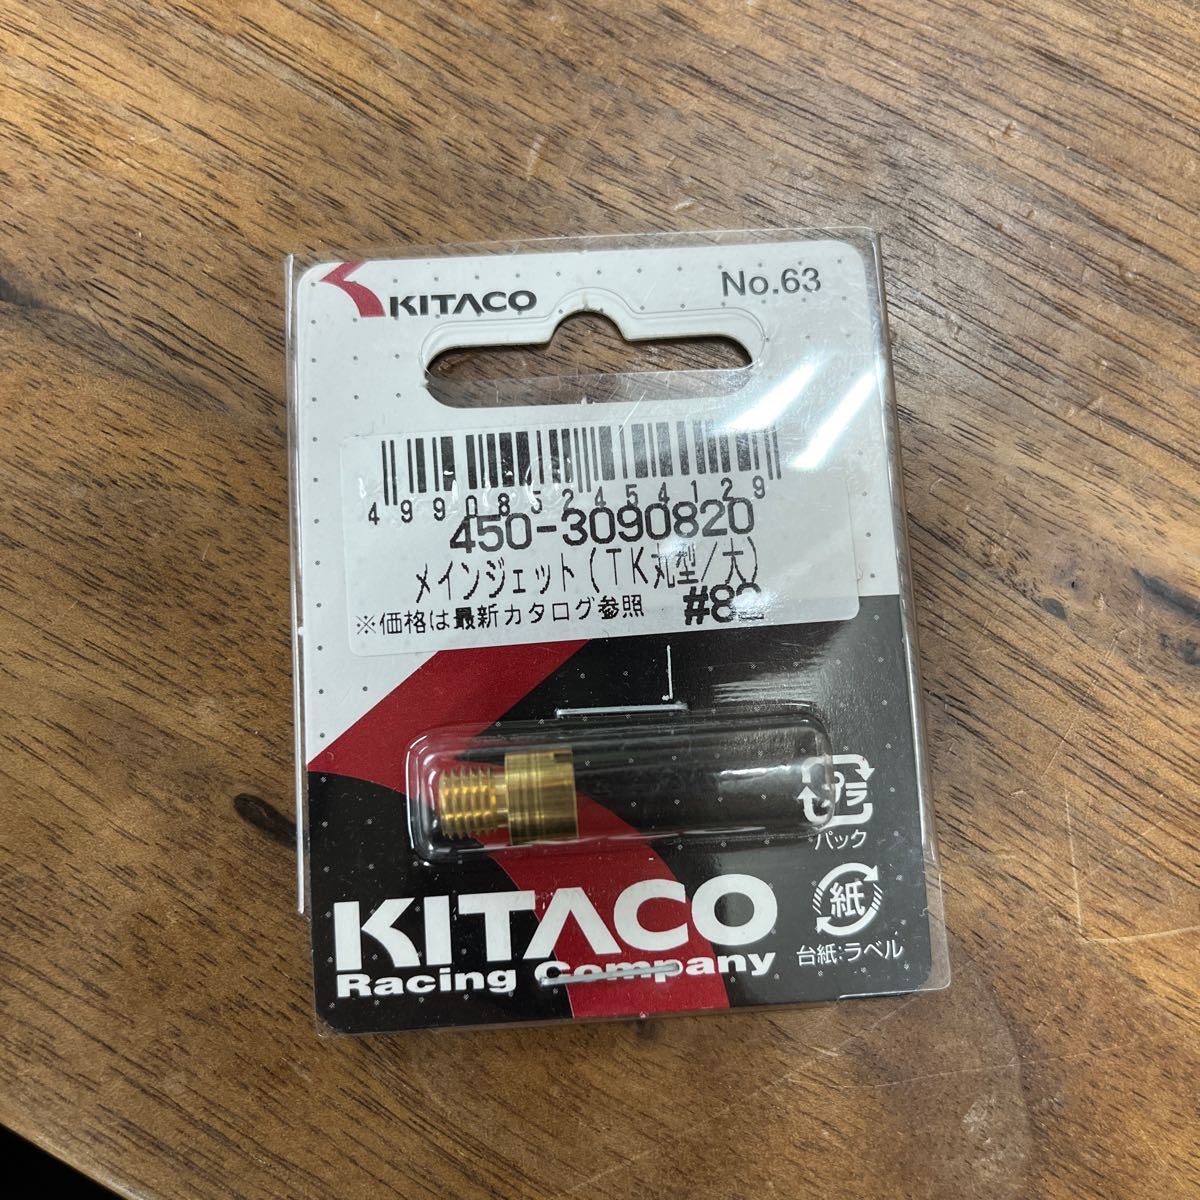 KITACO
No.63
4990852454129
450-3090820
メインジェット(TK丸型/大)
※価格は最新カタログ参照 #82
プラ
パック
紙
台紙:ラベル
KITACO
Racing Company